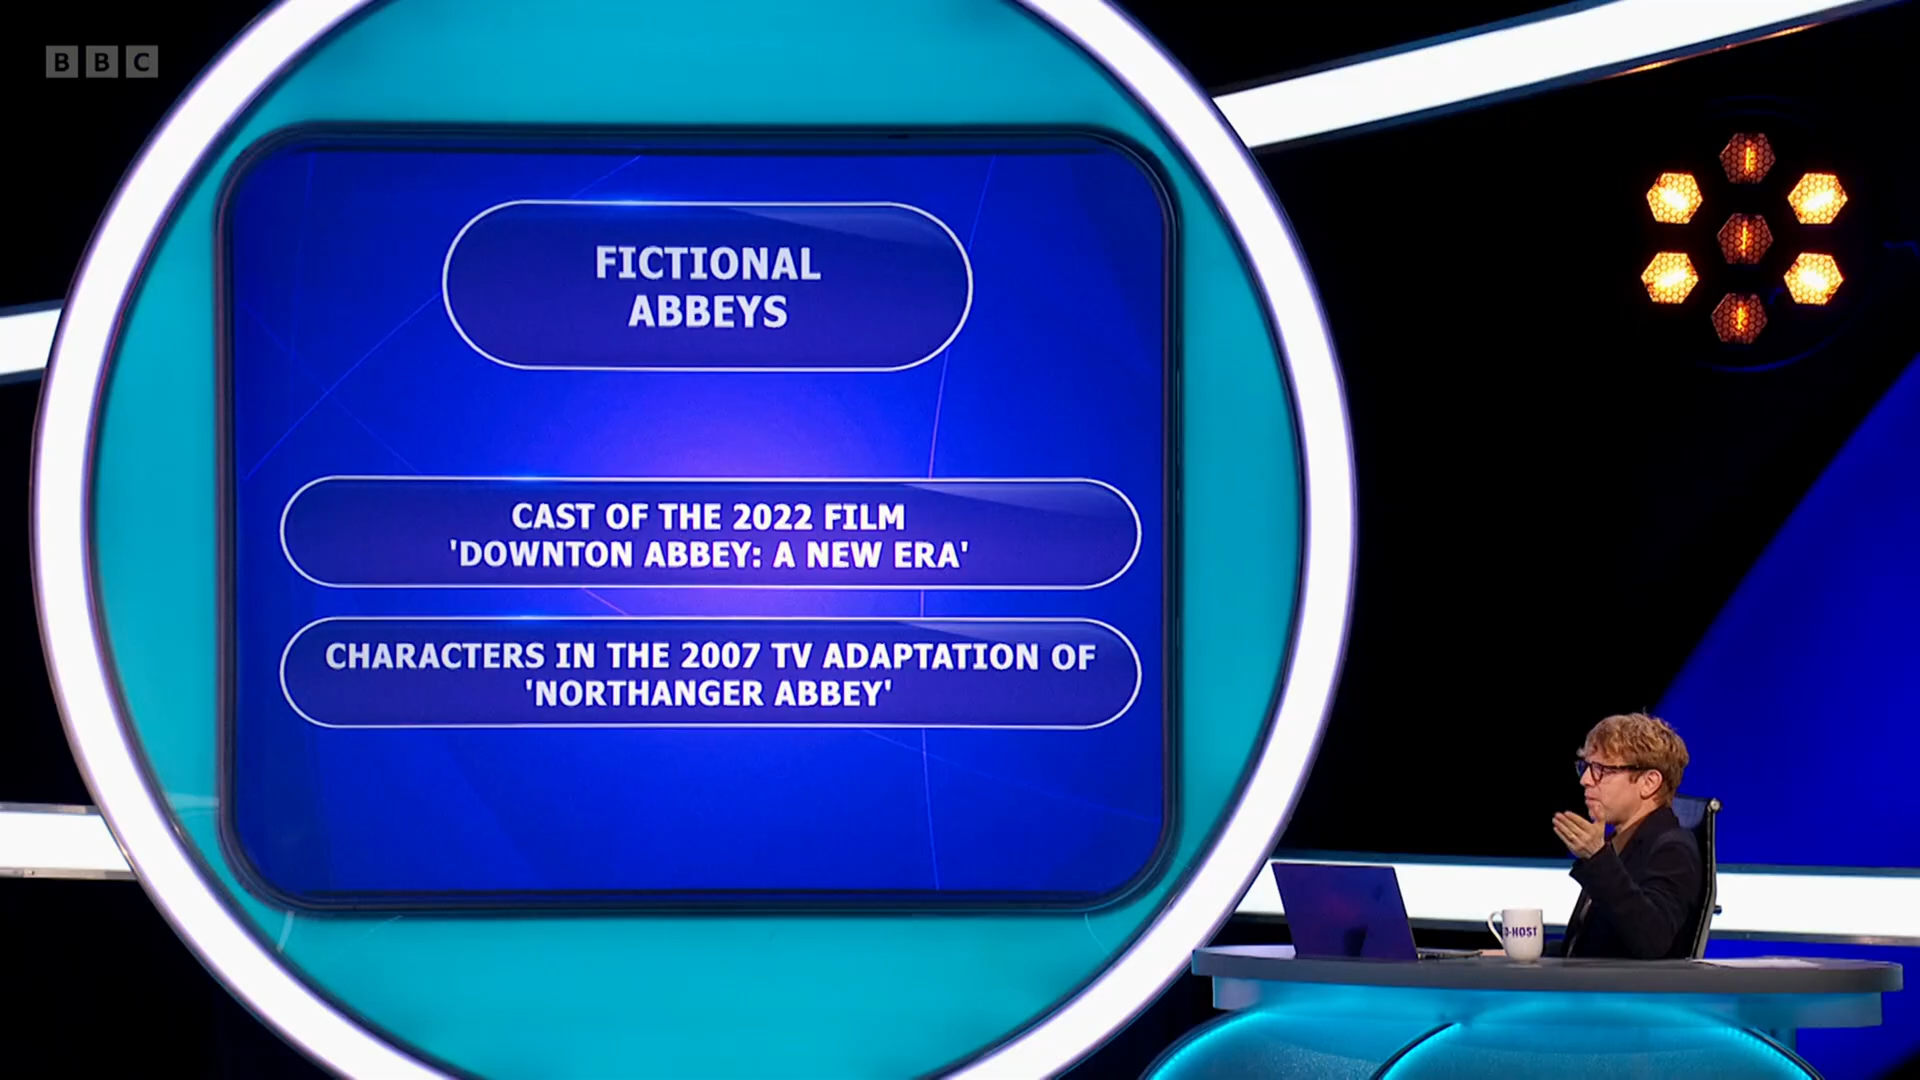 BBC
FICTIONAL
ABBEYS
CAST OF THE 2022 FILM
'DOWNTON ABBEY: A NEW ERA'
CHARACTERS IN THE 2007 TV ADAPTATION OF
'NORTHANGER ABBEY'
-HOST